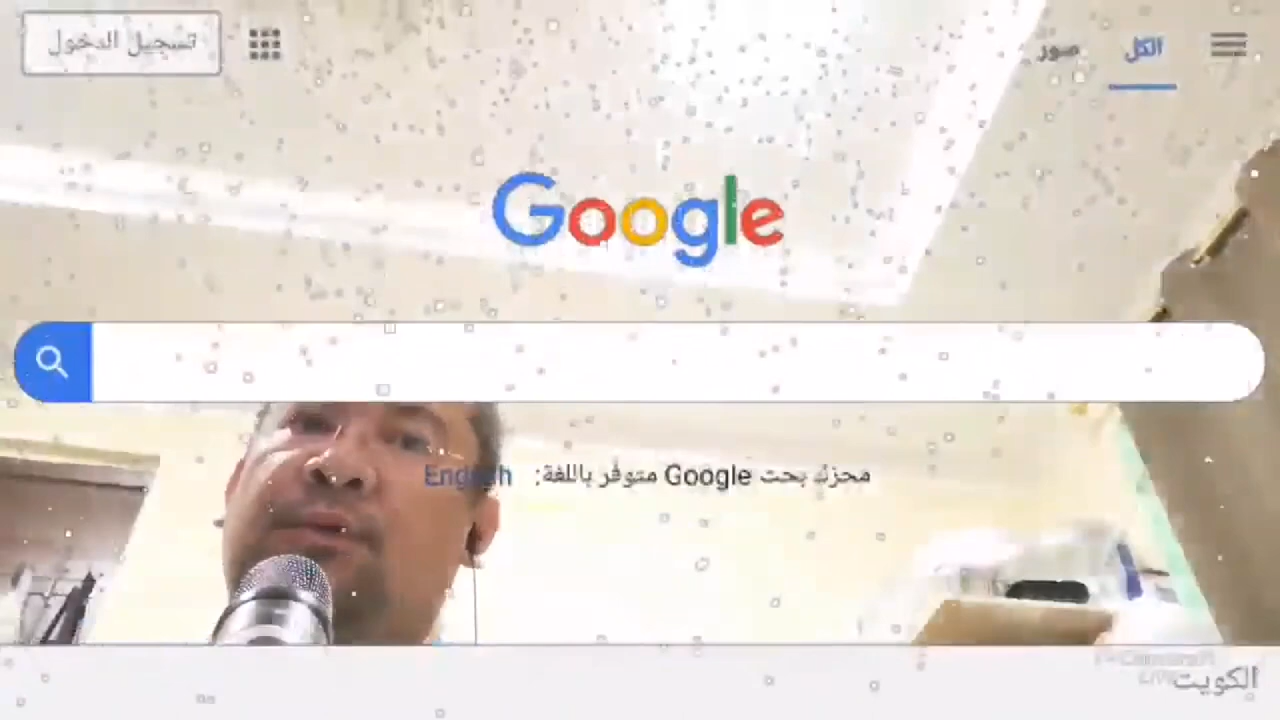 الكل
صور
تسجيل الدخول
Google
محرك بحث Google متوفر باللغة: English
الكويت